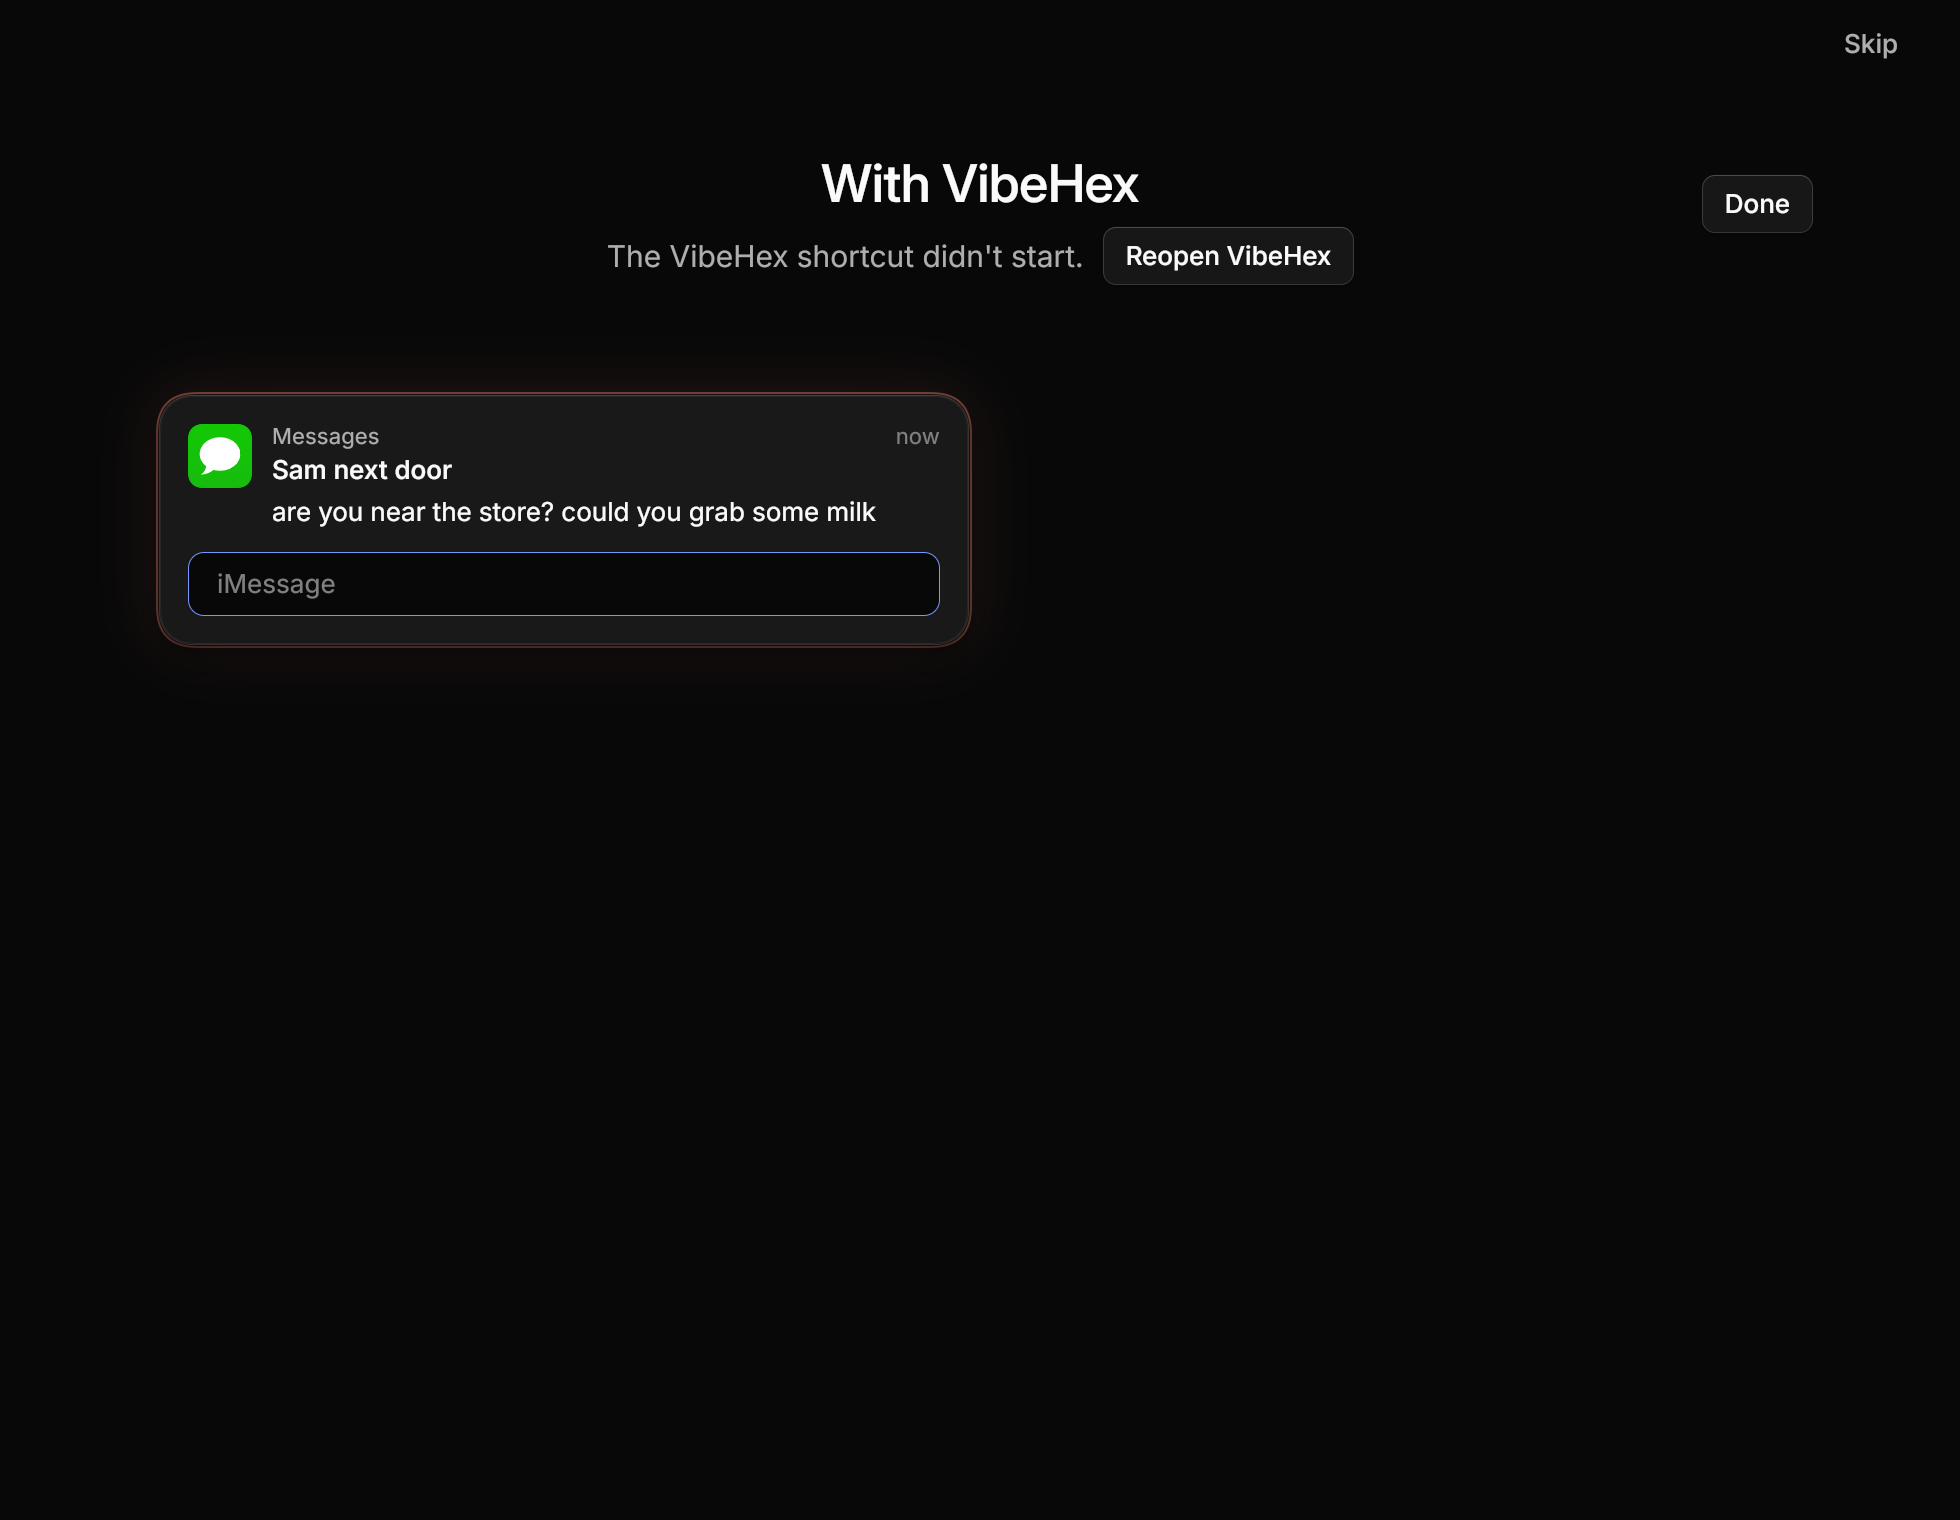 Skip
With VibeHex
Done
The VibeHex shortcut didn't start.
Reopen VibeHex
Messages
now
Sam next door
are you near the store? could you grab some milk
iMessage